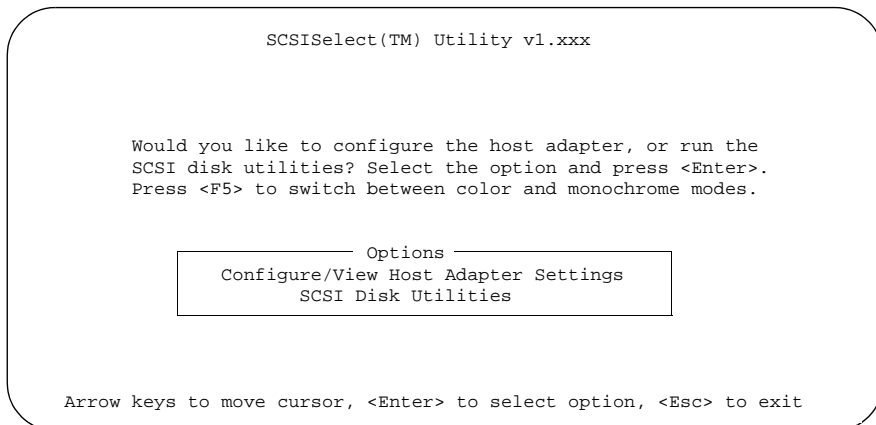 SCSISelect(TM) Utility v1.xxx
Would you like to configure the host adapter, or run the
SCSI disk utilities? Select the option and press <Enter>.
Press <F5> to switch between color and monochrome modes.
Options
Configure/View Host Adapter Settings
SCSI Disk Utilities
Arrow keys to move cursor, <Enter> to select option, <Esc> to exit